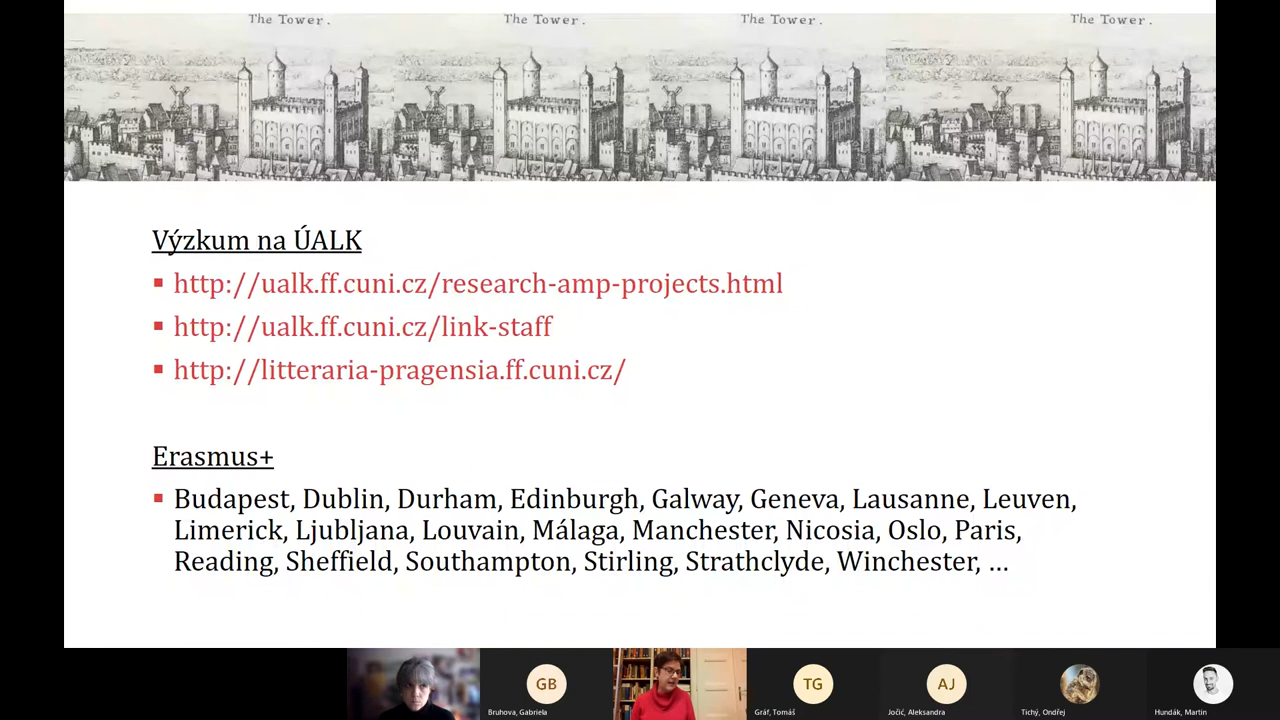 The Tower. The Tower. The Tower. The Tower.
Výzkum na ÚALK
http://ualk.ff.cuni.cz/research-amp-projects.html
http://ualk.ff.cuni.cz/link-staff
http://litteraria-pragensia.ff.cuni.cz/
Erasmus+
Budapest, Dublin, Durham, Edinburgh, Galway, Geneva, Lausanne, Leuven,
Limerick, Ljubljana, Louvain, Málaga, Manchester, Nicosia, Oslo, Paris,
Reading, Sheffield, Southampton, Stirling, Strathclyde, Winchester, ...
GB TG AJ
Bruhova, Gabriela Gráf, Tomáš Jočić, Aleksandra Tichý, Ondřej Hundák, Martin